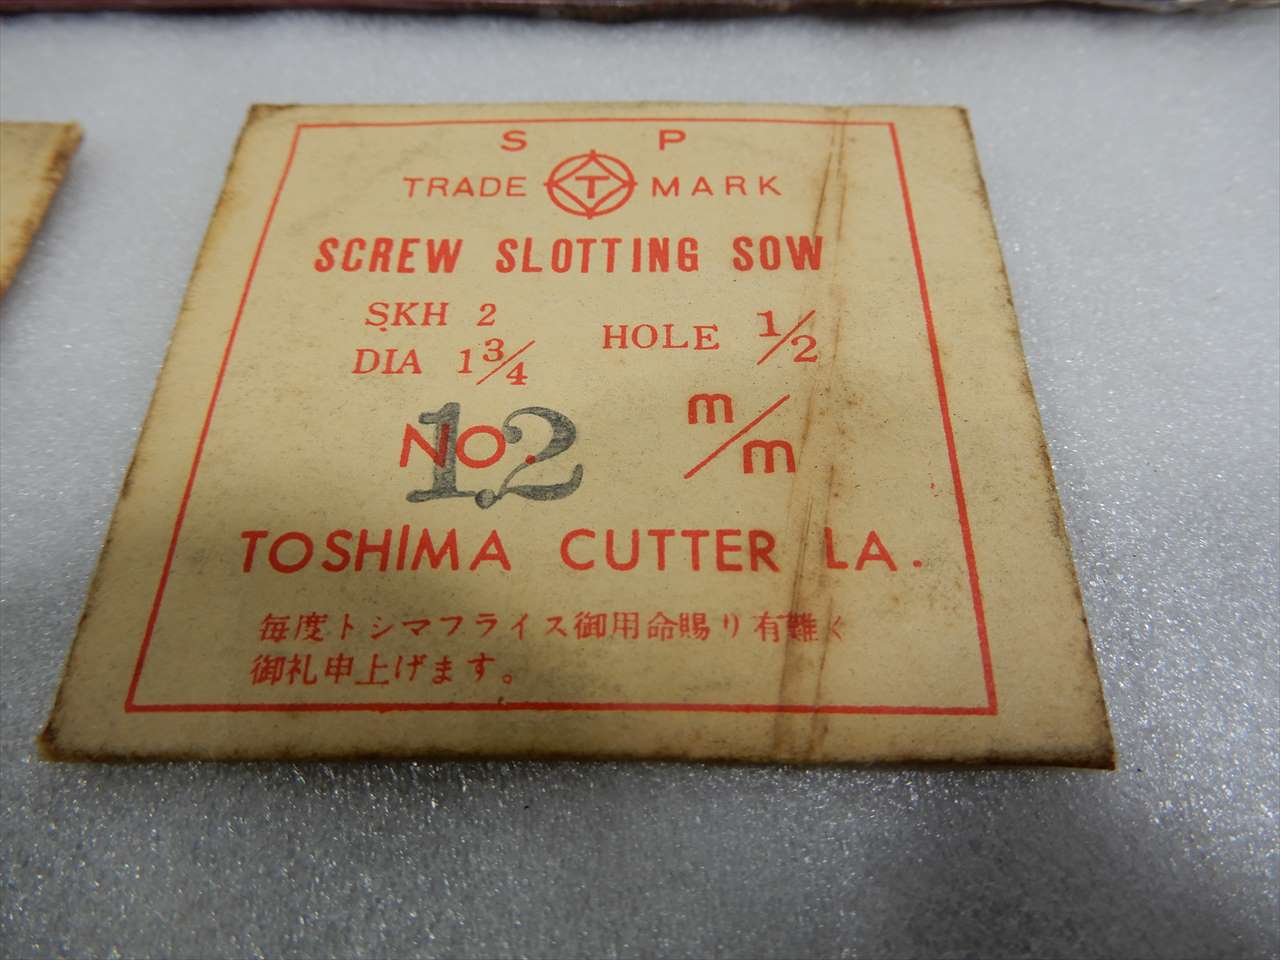 S P
TRADE T MARK
SCREW SLOTTING SOW
SKH 2
DIA 1 3/4
HOLE 1/2
NO. 1.2 m/m
TOSHIMA CUTTER LA.
毎度トシマフライス御用命賜り有難く
御礼申上げます。